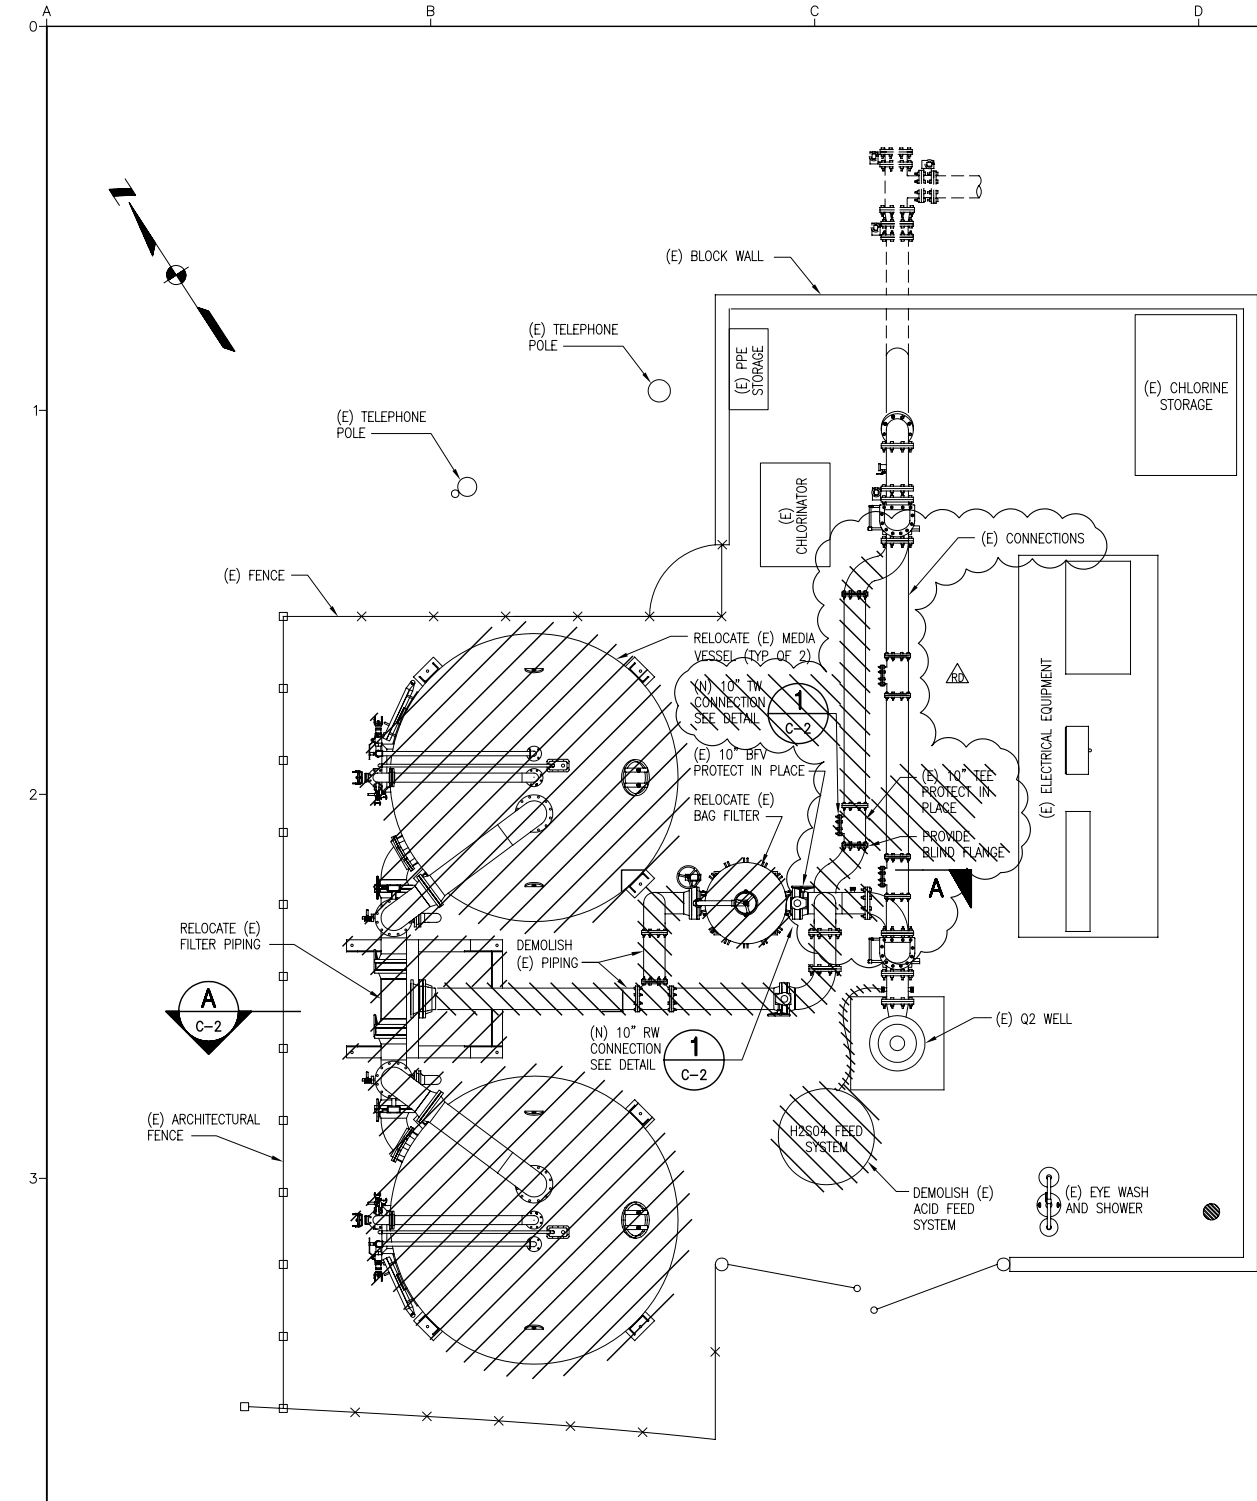 A
B
C
D
0
(E) BLOCK WALL
(E) TELEPHONE
POLE
(E) PPE
STORAGE
(E) CHLORINE
STORAGE
(E) TELEPHONE
POLE
(E)
CHLORINATOR
(E) CONNECTIONS
1
(E) FENCE
RELOCATE (E) MEDIA
VESSEL (TYP OF 2)
(N) 10" TW
CONNECTION
SEE DETAIL
1
C-2
RD
(E) ELECTRICAL EQUIPMENT
(E) 10" BFV
PROTECT IN PLACE
(E) 10" TEE
PROTECT IN
PLACE
2
RELOCATE (E)
BAG FILTER
PROVIDE
BLIND FLANGE
A
RELOCATE (E)
FILTER PIPING
DEMOLISH
(E) PIPING
A
C-2
(N) 10" RW
CONNECTION
SEE DETAIL
1
C-2
(E) Q2 WELL
(E) ARCHITECTURAL
FENCE
H2SO4 FEED
SYSTEM
3
DEMOLISH (E)
ACID FEED
SYSTEM
(E) EYE WASH
AND SHOWER